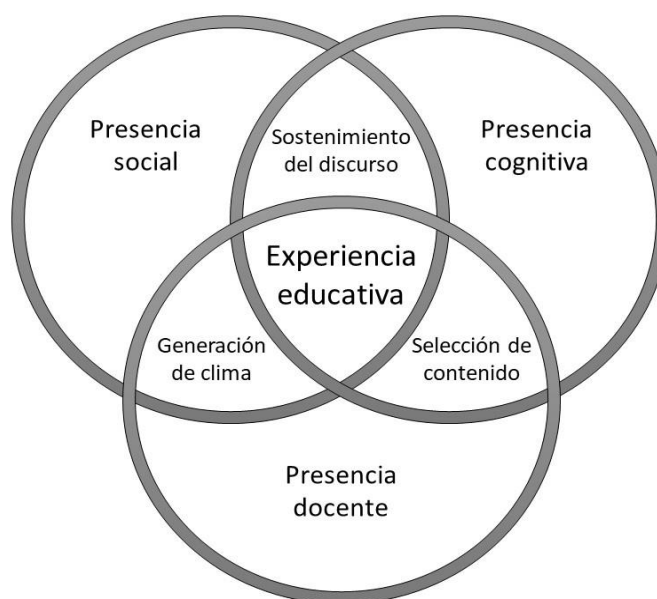 Presencia
social
Sostenimiento
del discurso
Presencia
cognitiva
Experiencia
educativa
Generación
de clima
Selección de
contenido
Presencia
docente